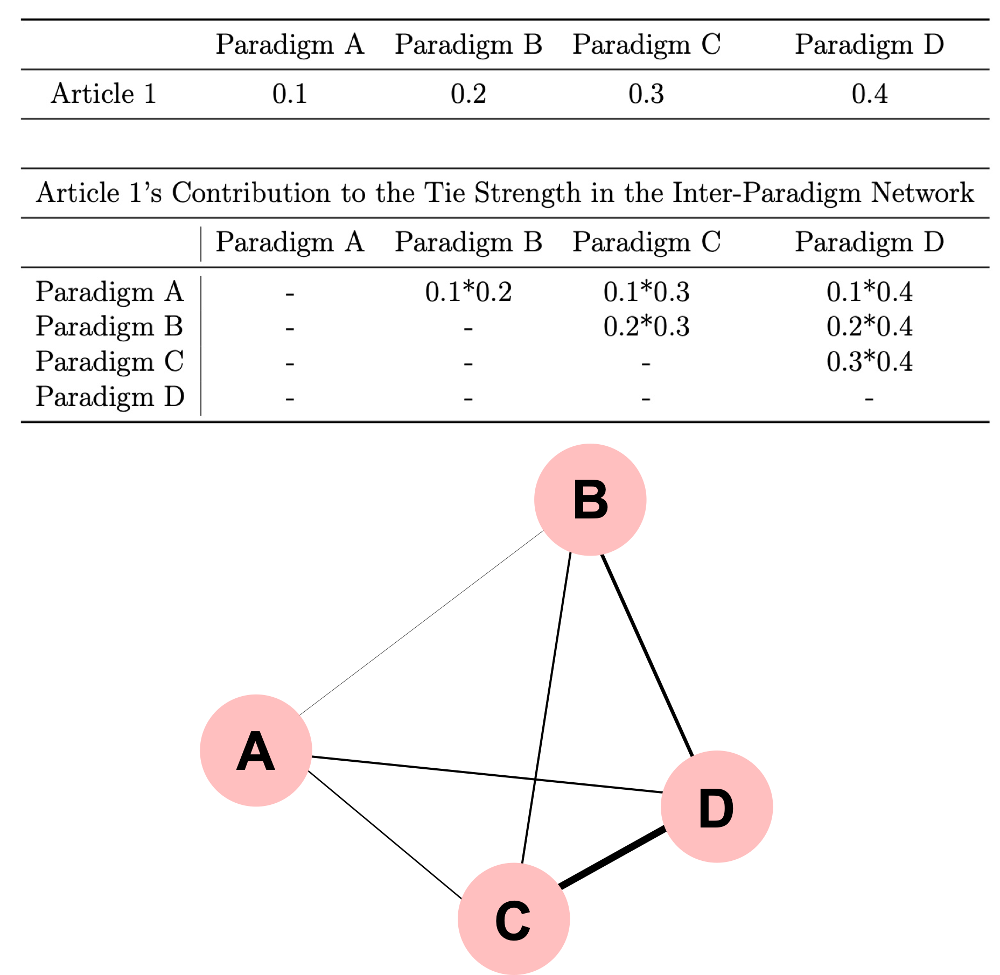 Paradigm A Paradigm B Paradigm C Paradigm D
Article 1 0.1 0.2 0.3 0.4
Article 1's Contribution to the Tie Strength in the Inter-Paradigm Network
Paradigm A Paradigm B Paradigm C Paradigm D
Paradigm A - 0.1*0.2 0.1*0.3 0.1*0.4
Paradigm B - - 0.2*0.3 0.2*0.4
Paradigm C - - - 0.3*0.4
Paradigm D - - - -
B
A
D
C